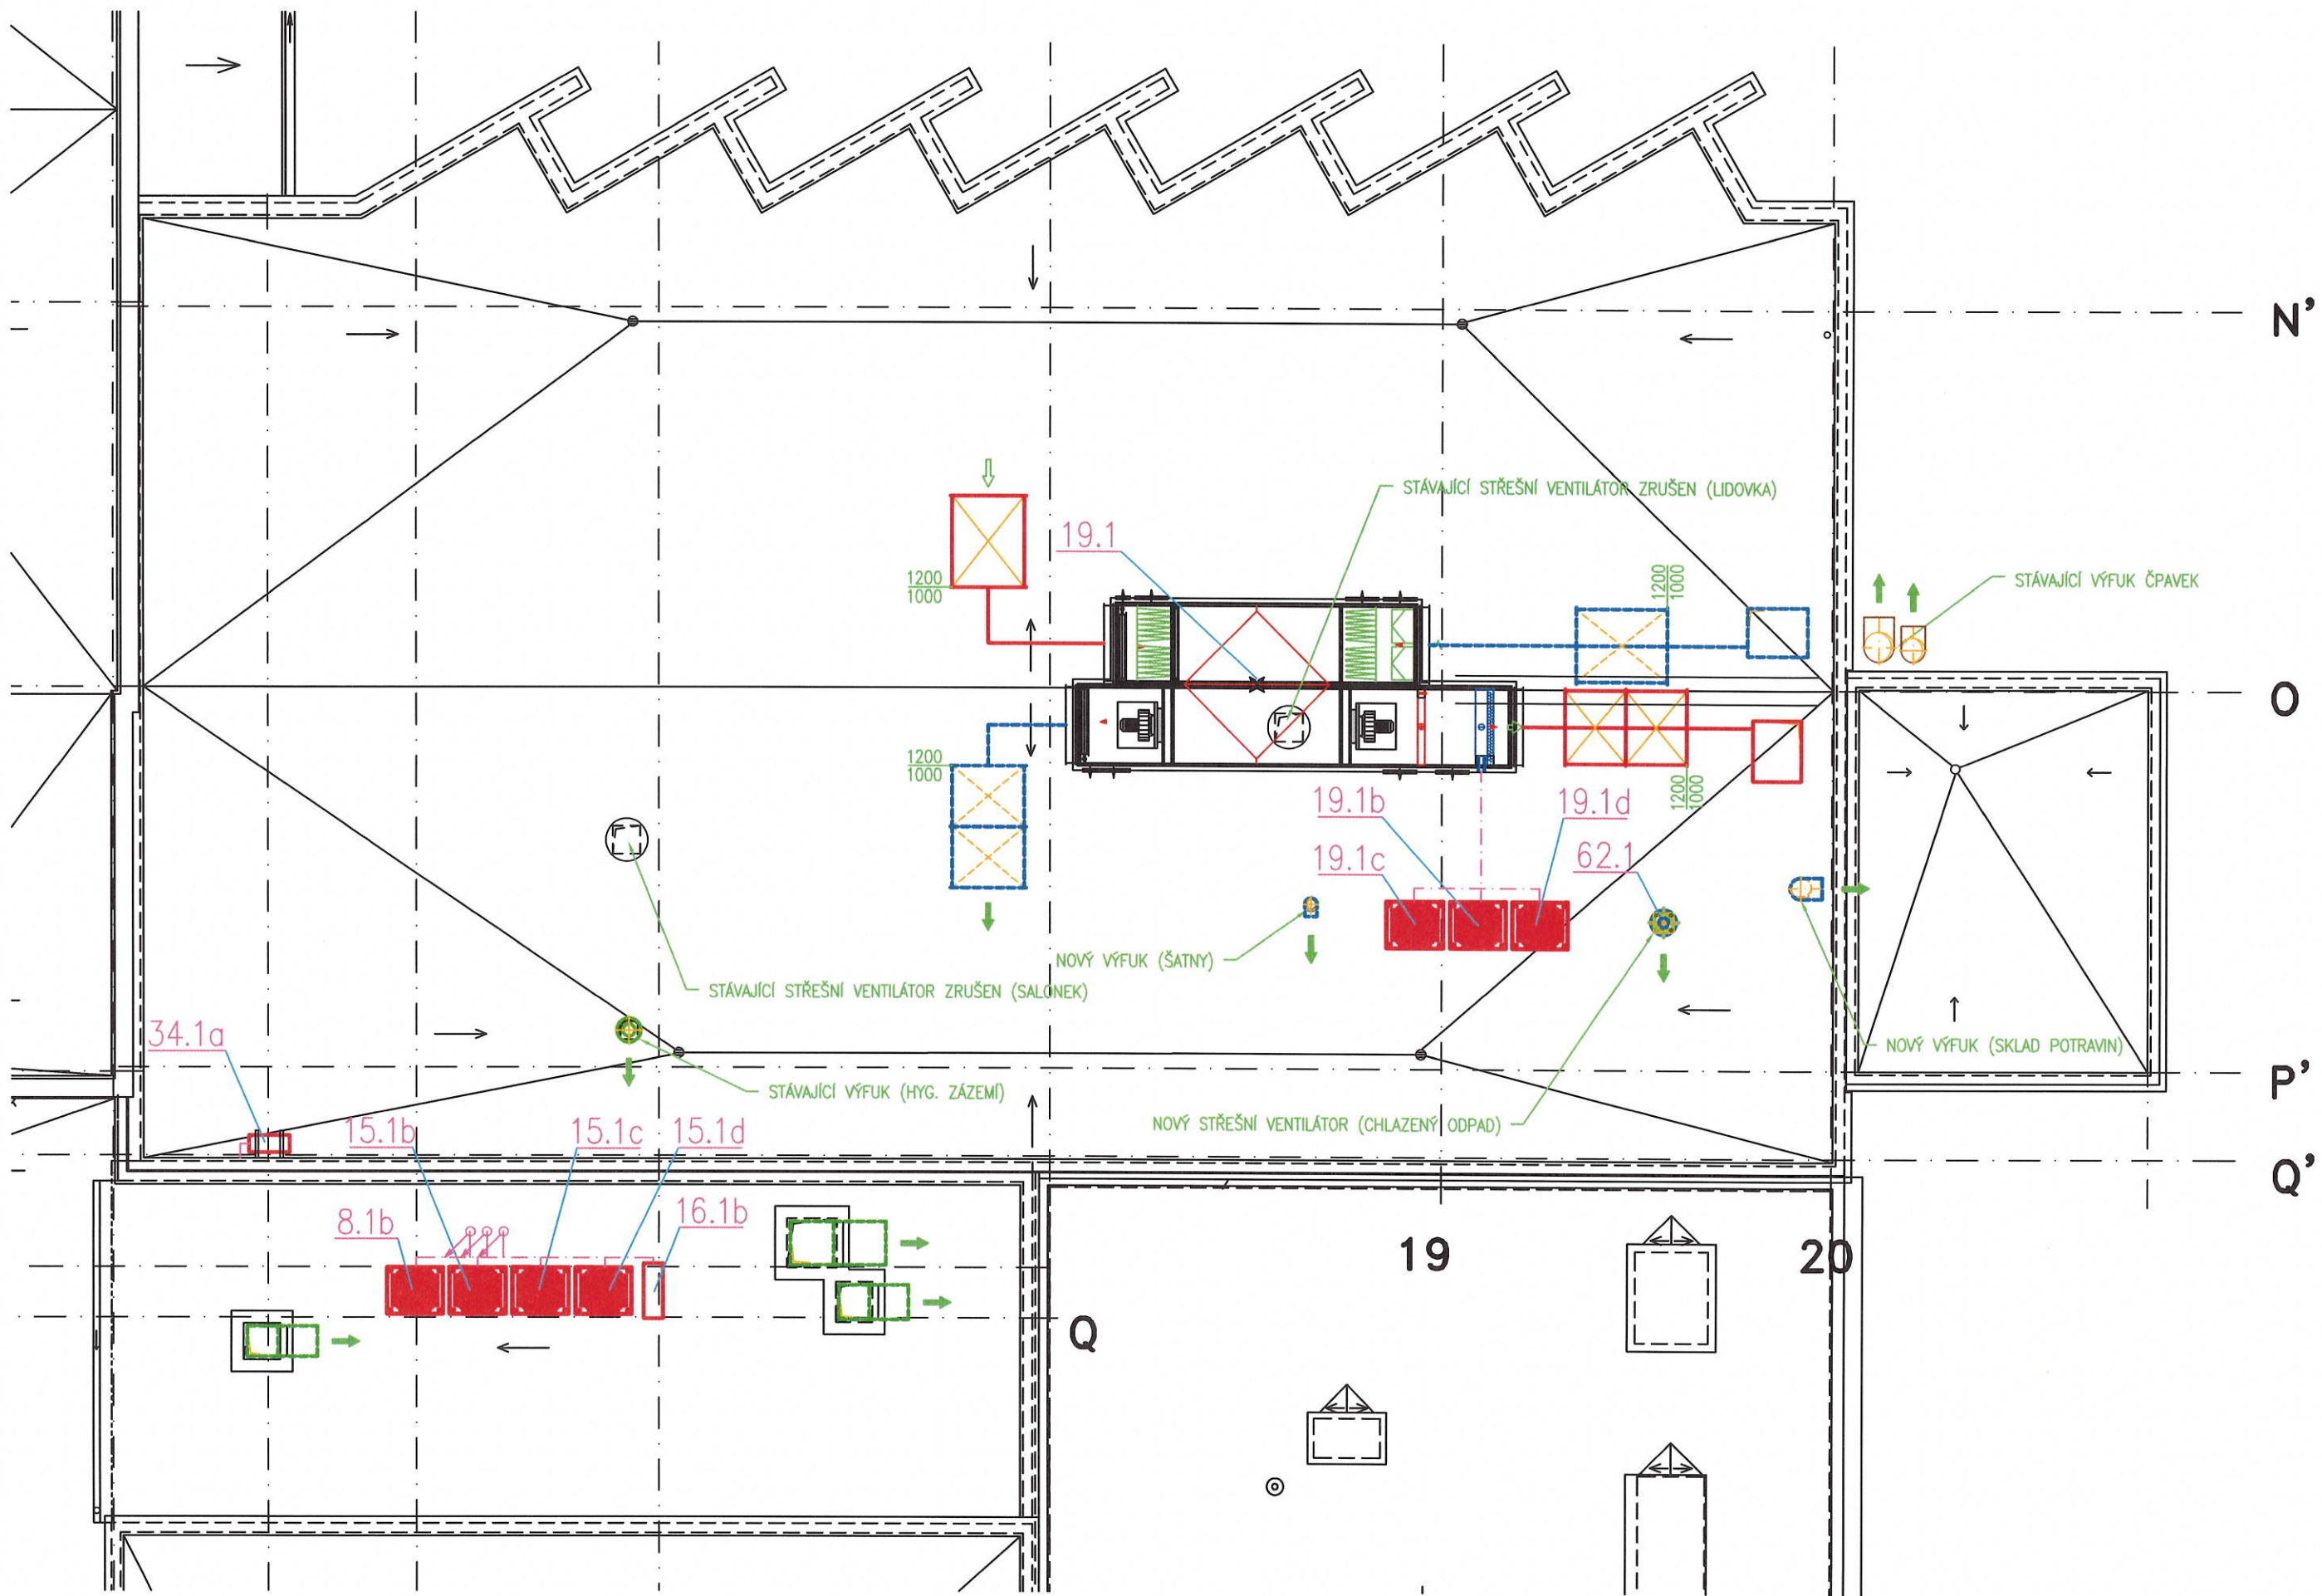 N'
STÁVAJÍCÍ STŘEŠNÍ VENTILÁTOR ZRUŠEN (LIDOVKA)
19.1
1200
1000
1200
1000
STÁVAJÍCÍ VÝFUK ČPAVEK
O
1200
1000
1200
1000
19.1b
19.1d
19.1c
62.1
NOVÝ VÝFUK (ŠATNY)
STÁVAJÍCÍ STŘEŠNÍ VENTILÁTOR ZRUŠEN (SALONEK)
34.1a
NOVÝ VÝFUK (SKLAD POTRAVIN)
P'
STÁVAJÍCÍ VÝFUK (HYG. ZÁZEMÍ)
NOVÝ STŘEŠNÍ VENTILÁTOR (CHLAZENÝ ODPAD)
15.1b
15.1c
15.1d
Q'
8.1b
16.1b
19
20
Q